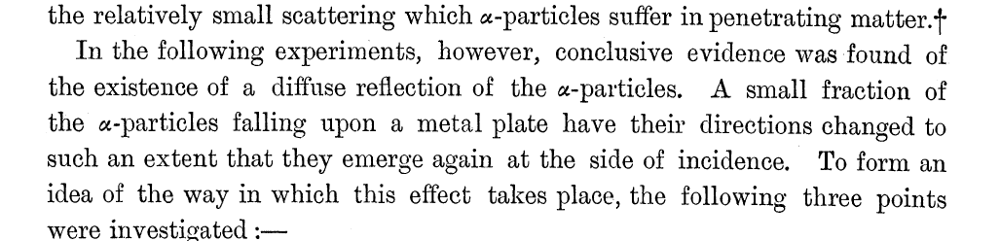 the relatively small scattering which α-particles suffer in penetrating matter.†
In the following experiments, however, conclusive evidence was found of
the existence of a diffuse reflection of the α-particles. A small fraction of
the α-particles falling upon a metal plate have their directions changed to
such an extent that they emerge again at the side of incidence. To form an
idea of the way in which this effect takes place, the following three points
were investigated :—